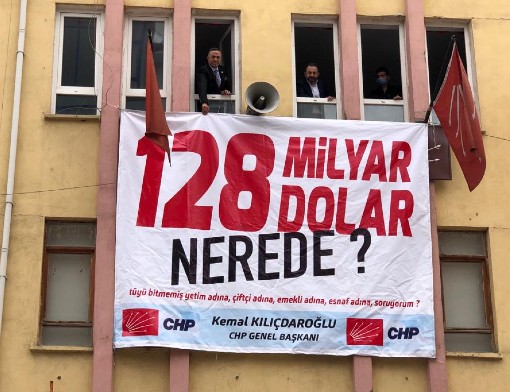 128 MİLYAR
DOLAR
NEREDE ?
tüyü bitmemiş yetim adına, çiftçi adına, emekli adına, esnaf adına, soruyorum ?
CHP Kemal KILIÇDAROĞLU CHP
CHP GENEL BAŞKANI